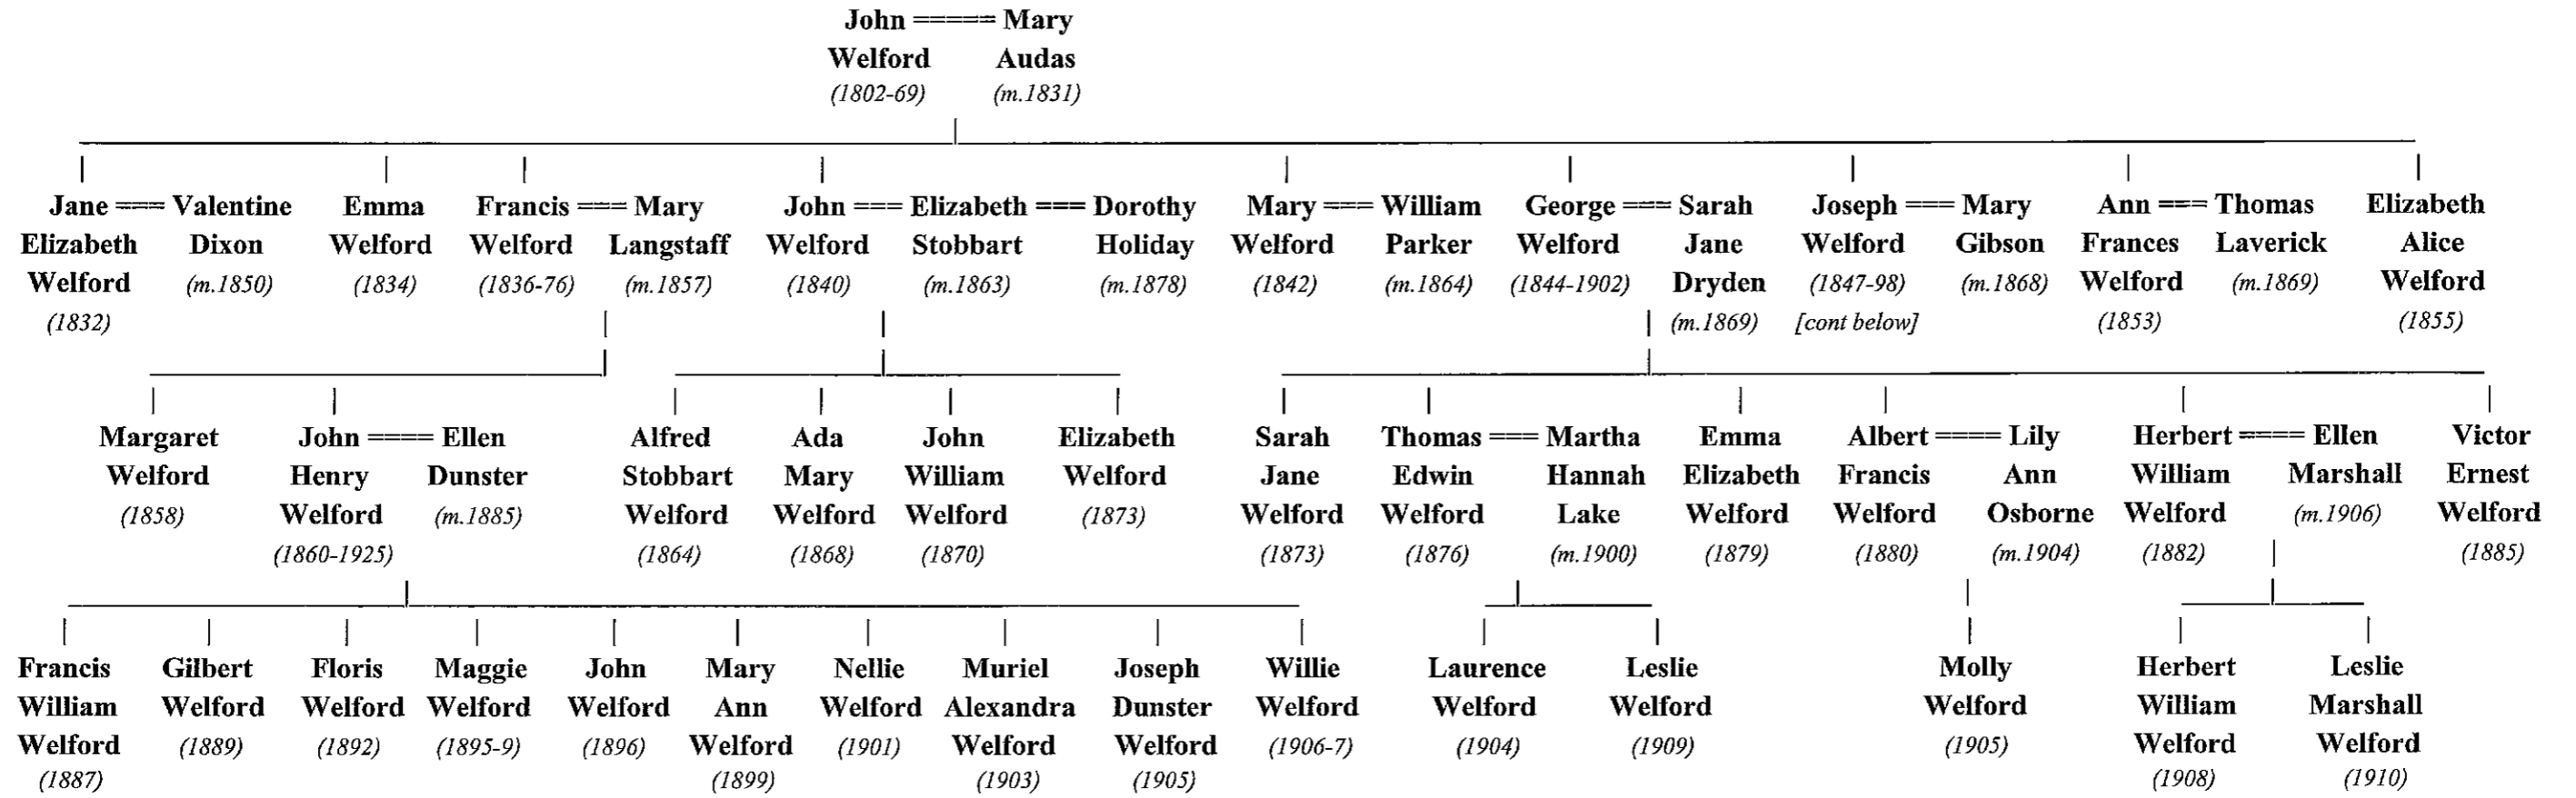 John ===== Mary
Welford Audas
(1802-69) (m.1831)
Jane === Valentine Emma Francis === Mary John === Elizabeth === Dorothy Mary === William George === Sarah Joseph === Mary Ann === Thomas Elizabeth
Elizabeth Dixon Welford Welford Langstaff Welford Stobbart Holiday Welford Parker Welford Jane Welford Gibson Frances Laverick Alice
Welford (m.1850) (1834) (1836-76) (m.1857) (1840) (m.1863) (m.1878) (1842) (m.1864) (1844-1902) Dryden (1847-98) (m.1868) Welford (m.1869) Welford
(1832) (m.1869) [cont below] (1853) (1855)
Margaret John ==== Ellen Alfred Ada John Elizabeth Sarah Thomas === Martha Emma Albert ==== Lily Herbert ==== Ellen Victor
Welford Henry Dunster Stobbart Mary William Welford Jane Edwin Hannah Elizabeth Francis Ann William Marshall Ernest
(1858) Welford (m.1885) Welford Welford Welford (1873) Welford Welford Lake Welford Welford Osborne Welford (m.1906) Welford
(1860-1925) (1864) (1868) (1870) (1873) (1876) (m.1900) (1879) (1880) (m.1904) (1882) (1885)
Francis Gilbert Floris Maggie John Mary Nellie Muriel Joseph Willie Laurence Leslie Molly Herbert Leslie
William Welford Welford Welford Welford Ann Welford Alexandra Dunster Welford Welford Welford Welford William Marshall
Welford (1889) (1892) (1895-9) (1896) Welford (1901) Welford Welford (1906-7) (1904) (1909) (1905) Welford Welford
(1887) (1899) (1903) (1905) (1908) (1910)